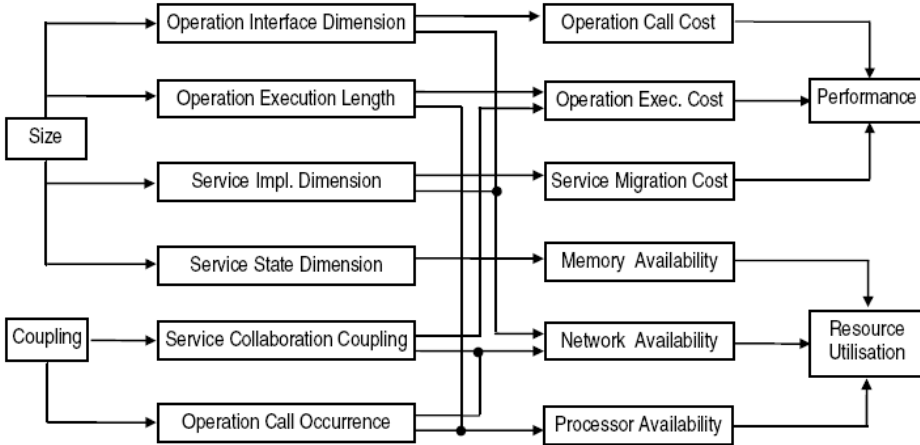 Operation Interface Dimension
Operation Call Cost
Operation Execution Length
Operation Exec. Cost
Performance
Size
Service Impl. Dimension
Service Migration Cost
Service State Dimension
Memory Availability
Coupling
Service Collaboration Coupling
Network Availability
Resource
Utilisation
Operation Call Occurrence
Processor Availability